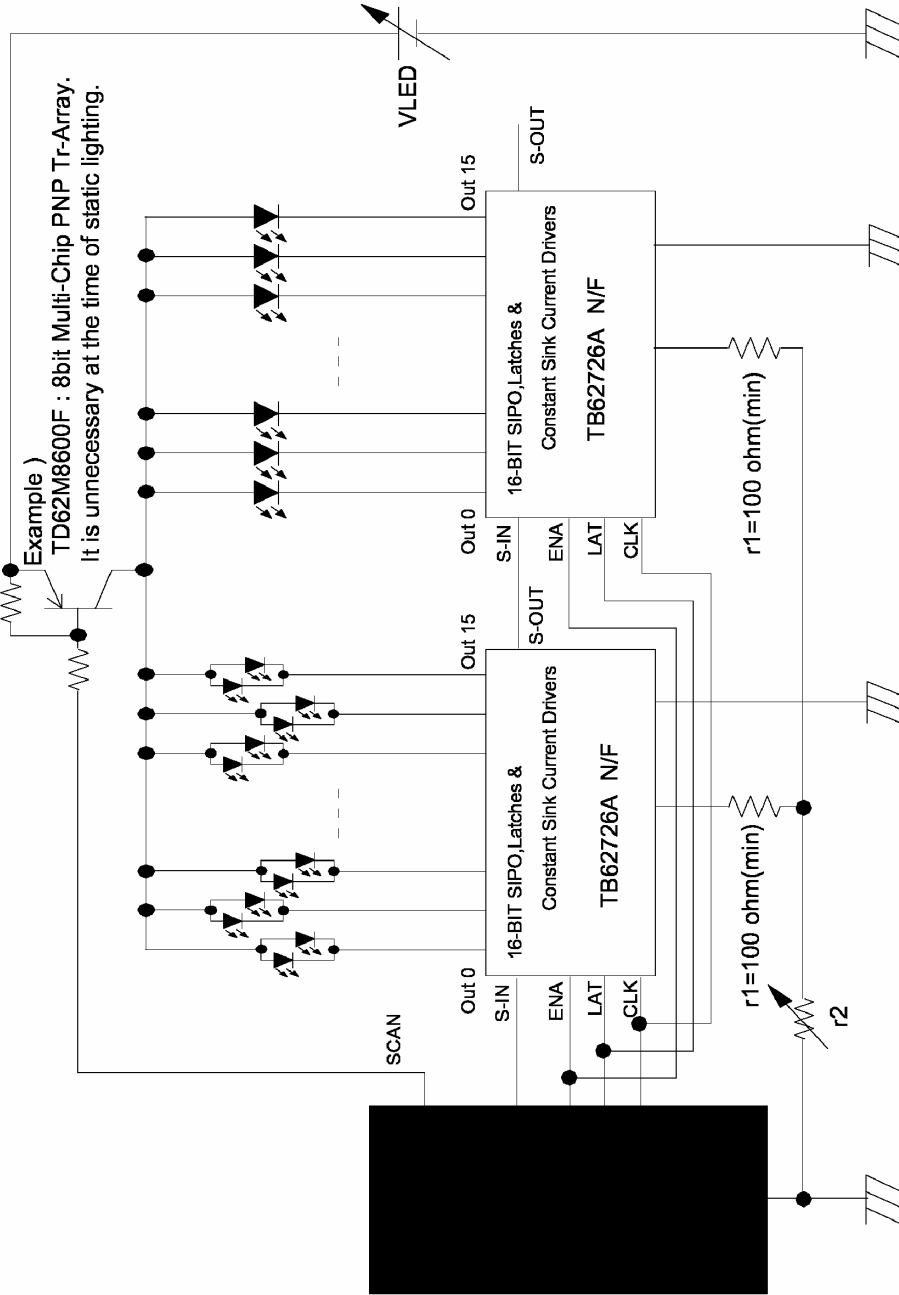 Example )
TD62M8600F : 8bit Multi-Chip PNP Tr-Array.
It is unnecessary at the time of static lighting.
VLED
SCAN
Out 0
Out 15
Out 0
Out 15
S-IN
S-OUT
S-IN
S-OUT
16-BIT SIPO,Latches &
Constant Sink Current Drivers
TB62726A N/F
ENA
LAT
CLK
16-BIT SIPO,Latches &
Constant Sink Current Drivers
TB62726A N/F
ENA
LAT
CLK
r1=100 ohm(min)
r1=100 ohm(min)
r2